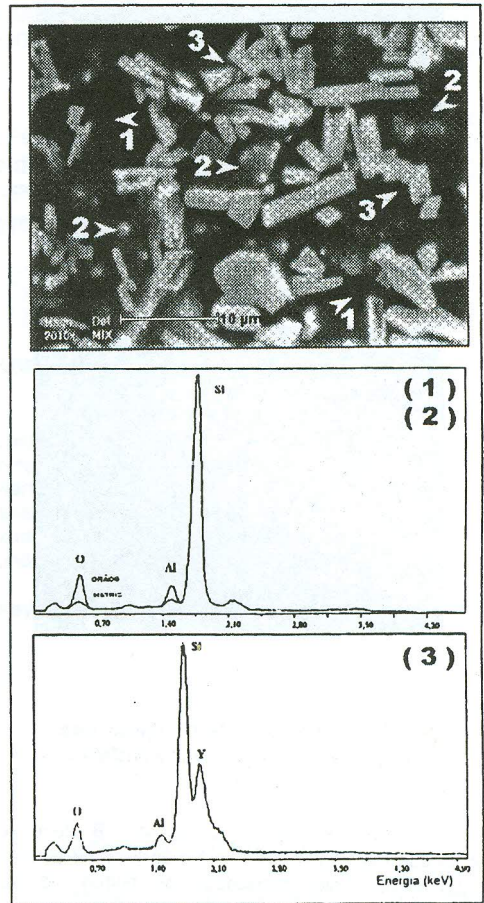 3
2
1
2
2
3
10 µm
1
Det
MIX
Si
( 1 )
( 2 )
O
Al
GRÃOS
MATRIZ
0,70 1,40 2,10 2,80 3,50 4,20
Si
( 3 )
Y
O
Al
0,70 1,40 2,10 2,80 3,50 4,20 4,90
Energia (keV)